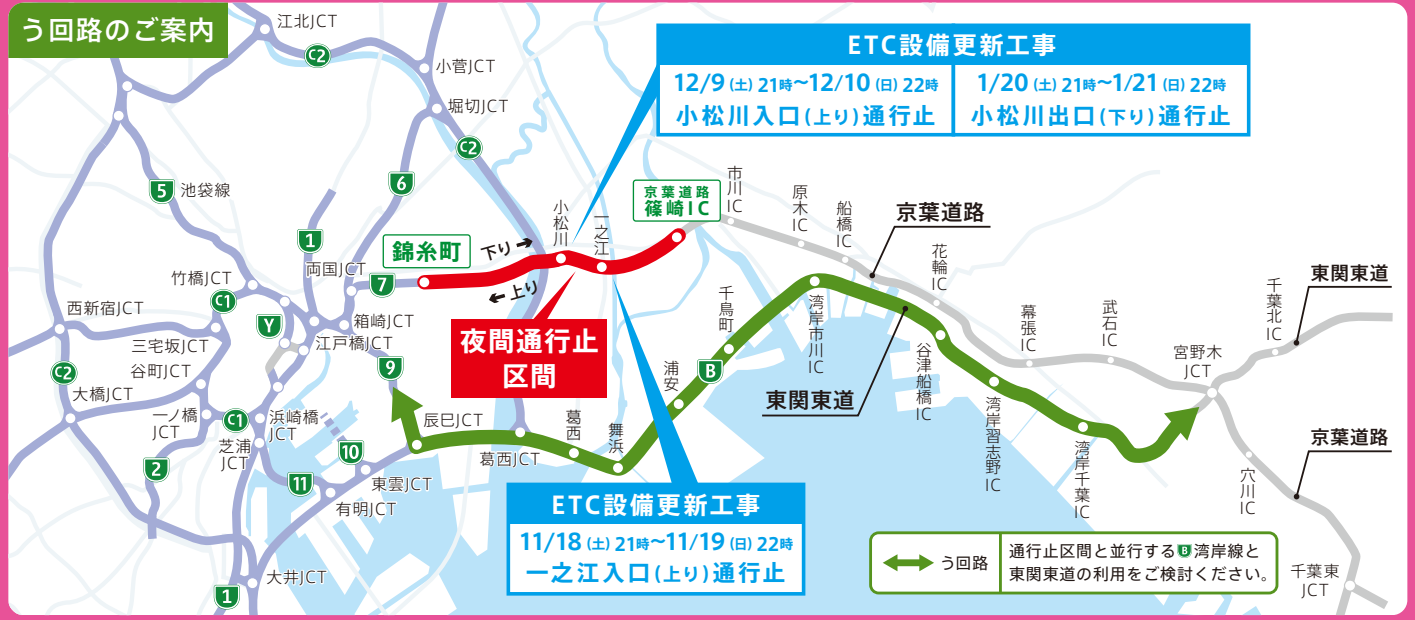 う回路のご案内
ETC設備更新工事
12/9(土)21時〜12/10(日)22時
小松川入口(上り)通行止
1/20(土)21時〜1/21(日)22時
小松川出口(下り)通行止
江北JCT
C2
小菅JCT
堀切JCT
C2
5
池袋線
6
1
両国JCT
7
錦糸町
下り
上り
小松川
一之江
京葉道路
篠崎IC
市川IC
原木IC
船橋IC
京葉道路
花輪IC
幕張IC
武石IC
宮野木
JCT
千葉北IC
東関東道
京葉道路
穴川IC
千葉東
JCT
竹橋JCT
C1
西新宿JCT
Y
箱崎JCT
江戸橋JCT
三宅坂JCT
谷町JCT
C2
大橋JCT
9
夜間通行止
区間
一ノ橋
JCT
C1
浜崎橋
JCT
芝浦
JCT
辰巳JCT
葛西JCT
葛西
舞浜
浦安
B
千鳥町
湾岸市川IC
東関東道
谷津船橋IC
湾岸習志野IC
湾岸千葉IC
2
11
10
東雲JCT
有明JCT
大井JCT
1
ETC設備更新工事
11/18(土)21時〜11/19(日)22時
一之江入口(上り)通行止
う回路
通行止区間と並行するB湾岸線と
東関東道の利用をご検討ください。